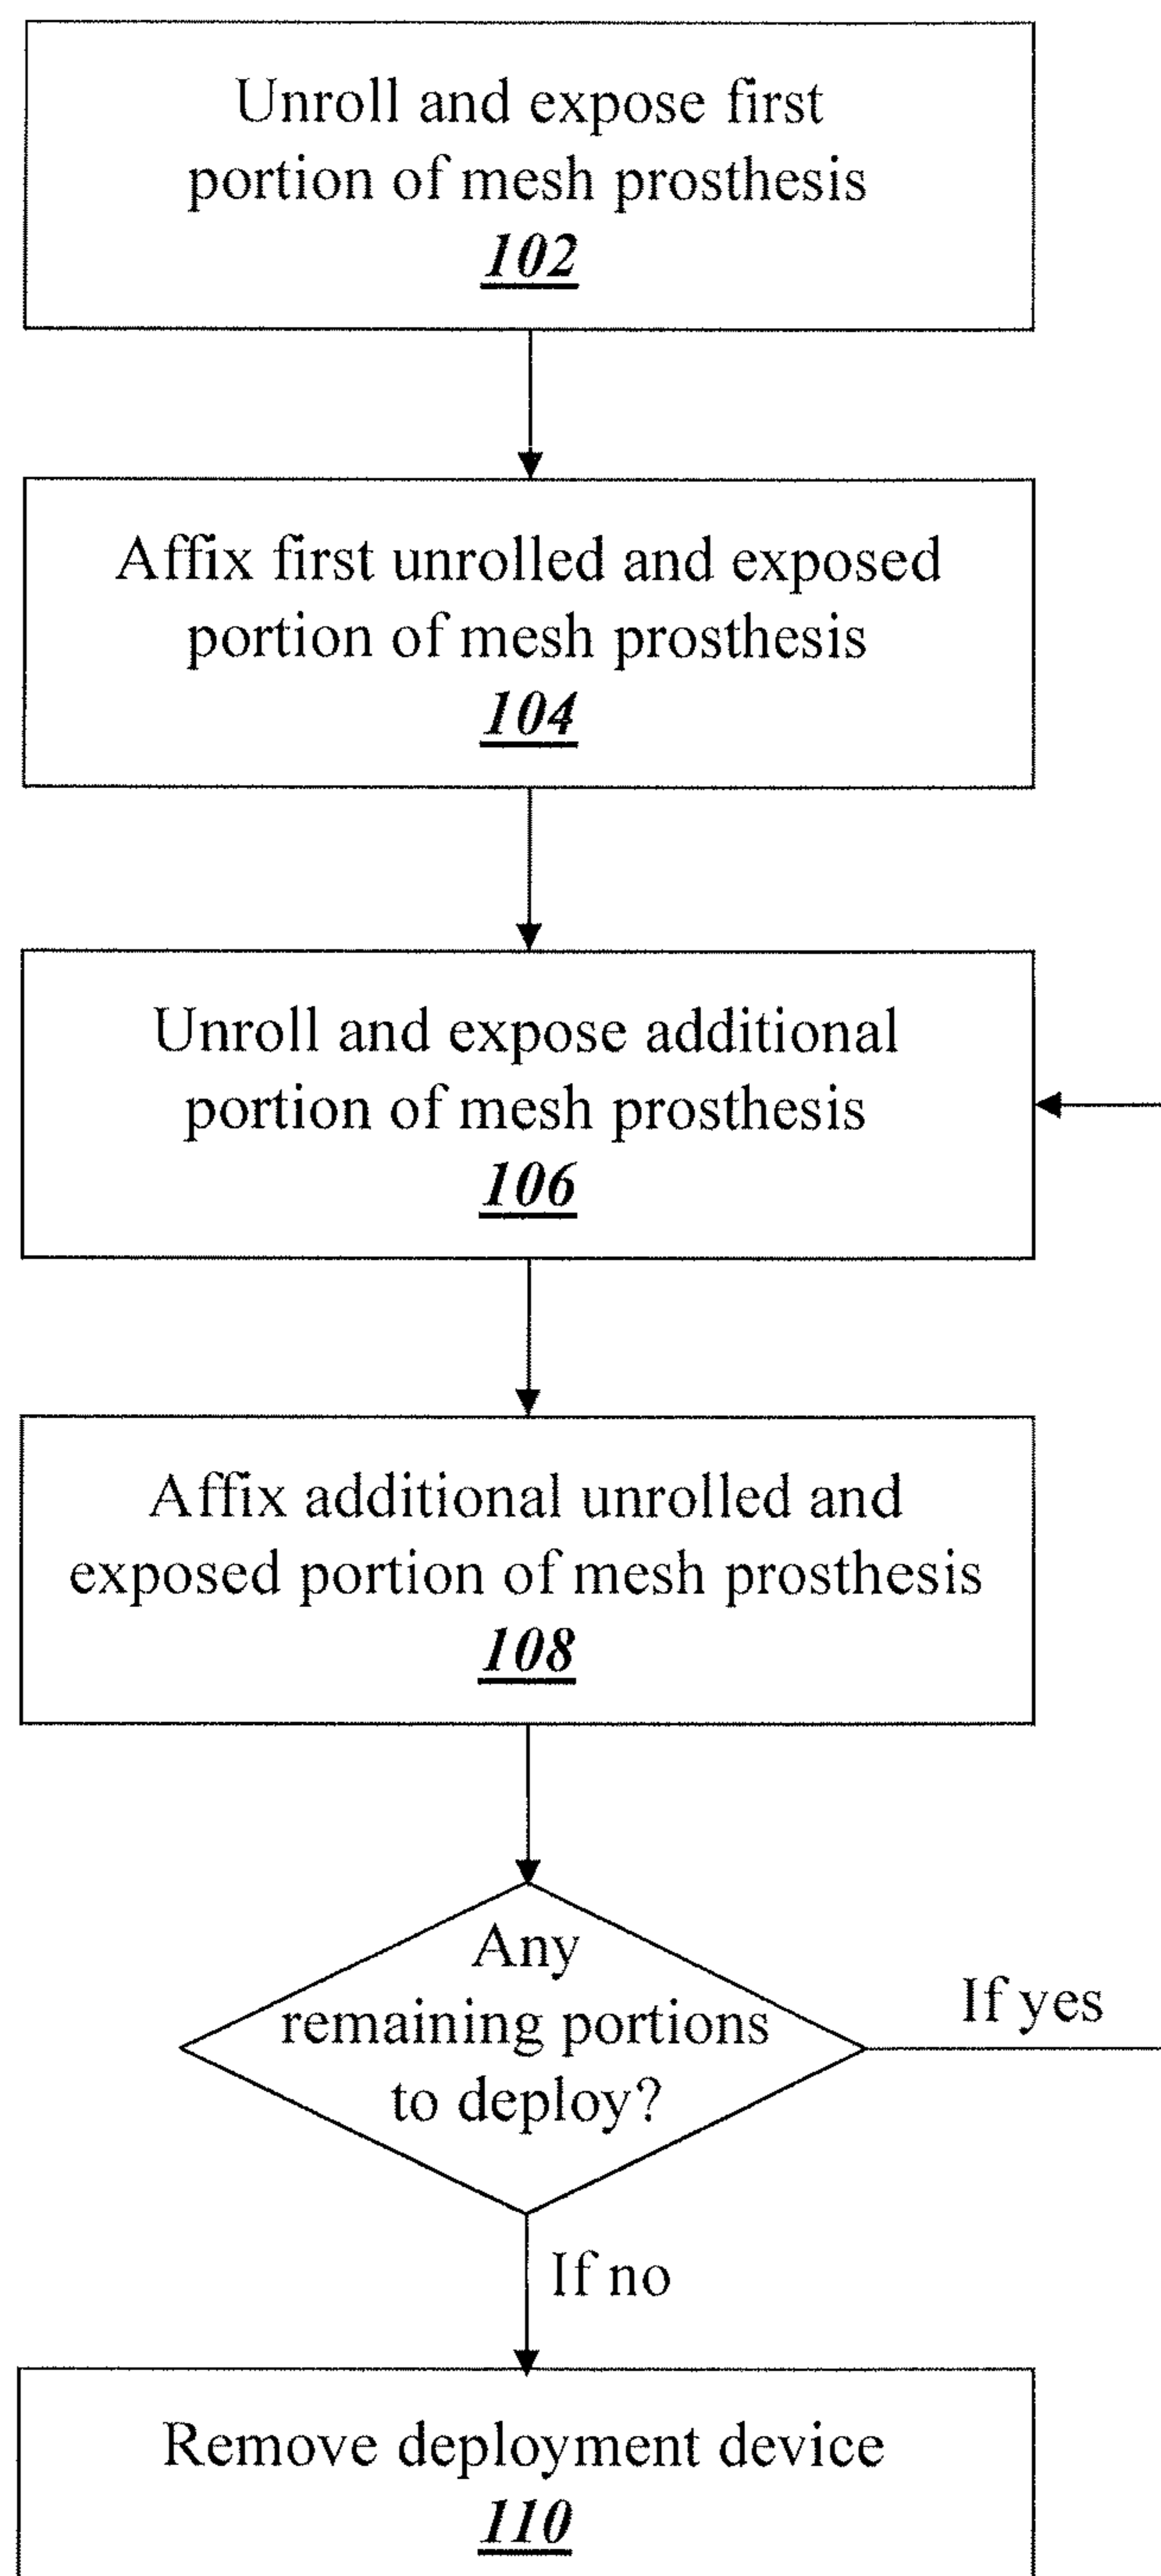 Unroll and expose first
portion of mesh prosthesis
102
Affix first unrolled and exposed
portion of mesh prosthesis
104
Unroll and expose additional
portion of mesh prosthesis
106
Affix additional unrolled and
exposed portion of mesh prosthesis
108
Any
remaining portions
to deploy?
If yes
If no
Remove deployment device
110